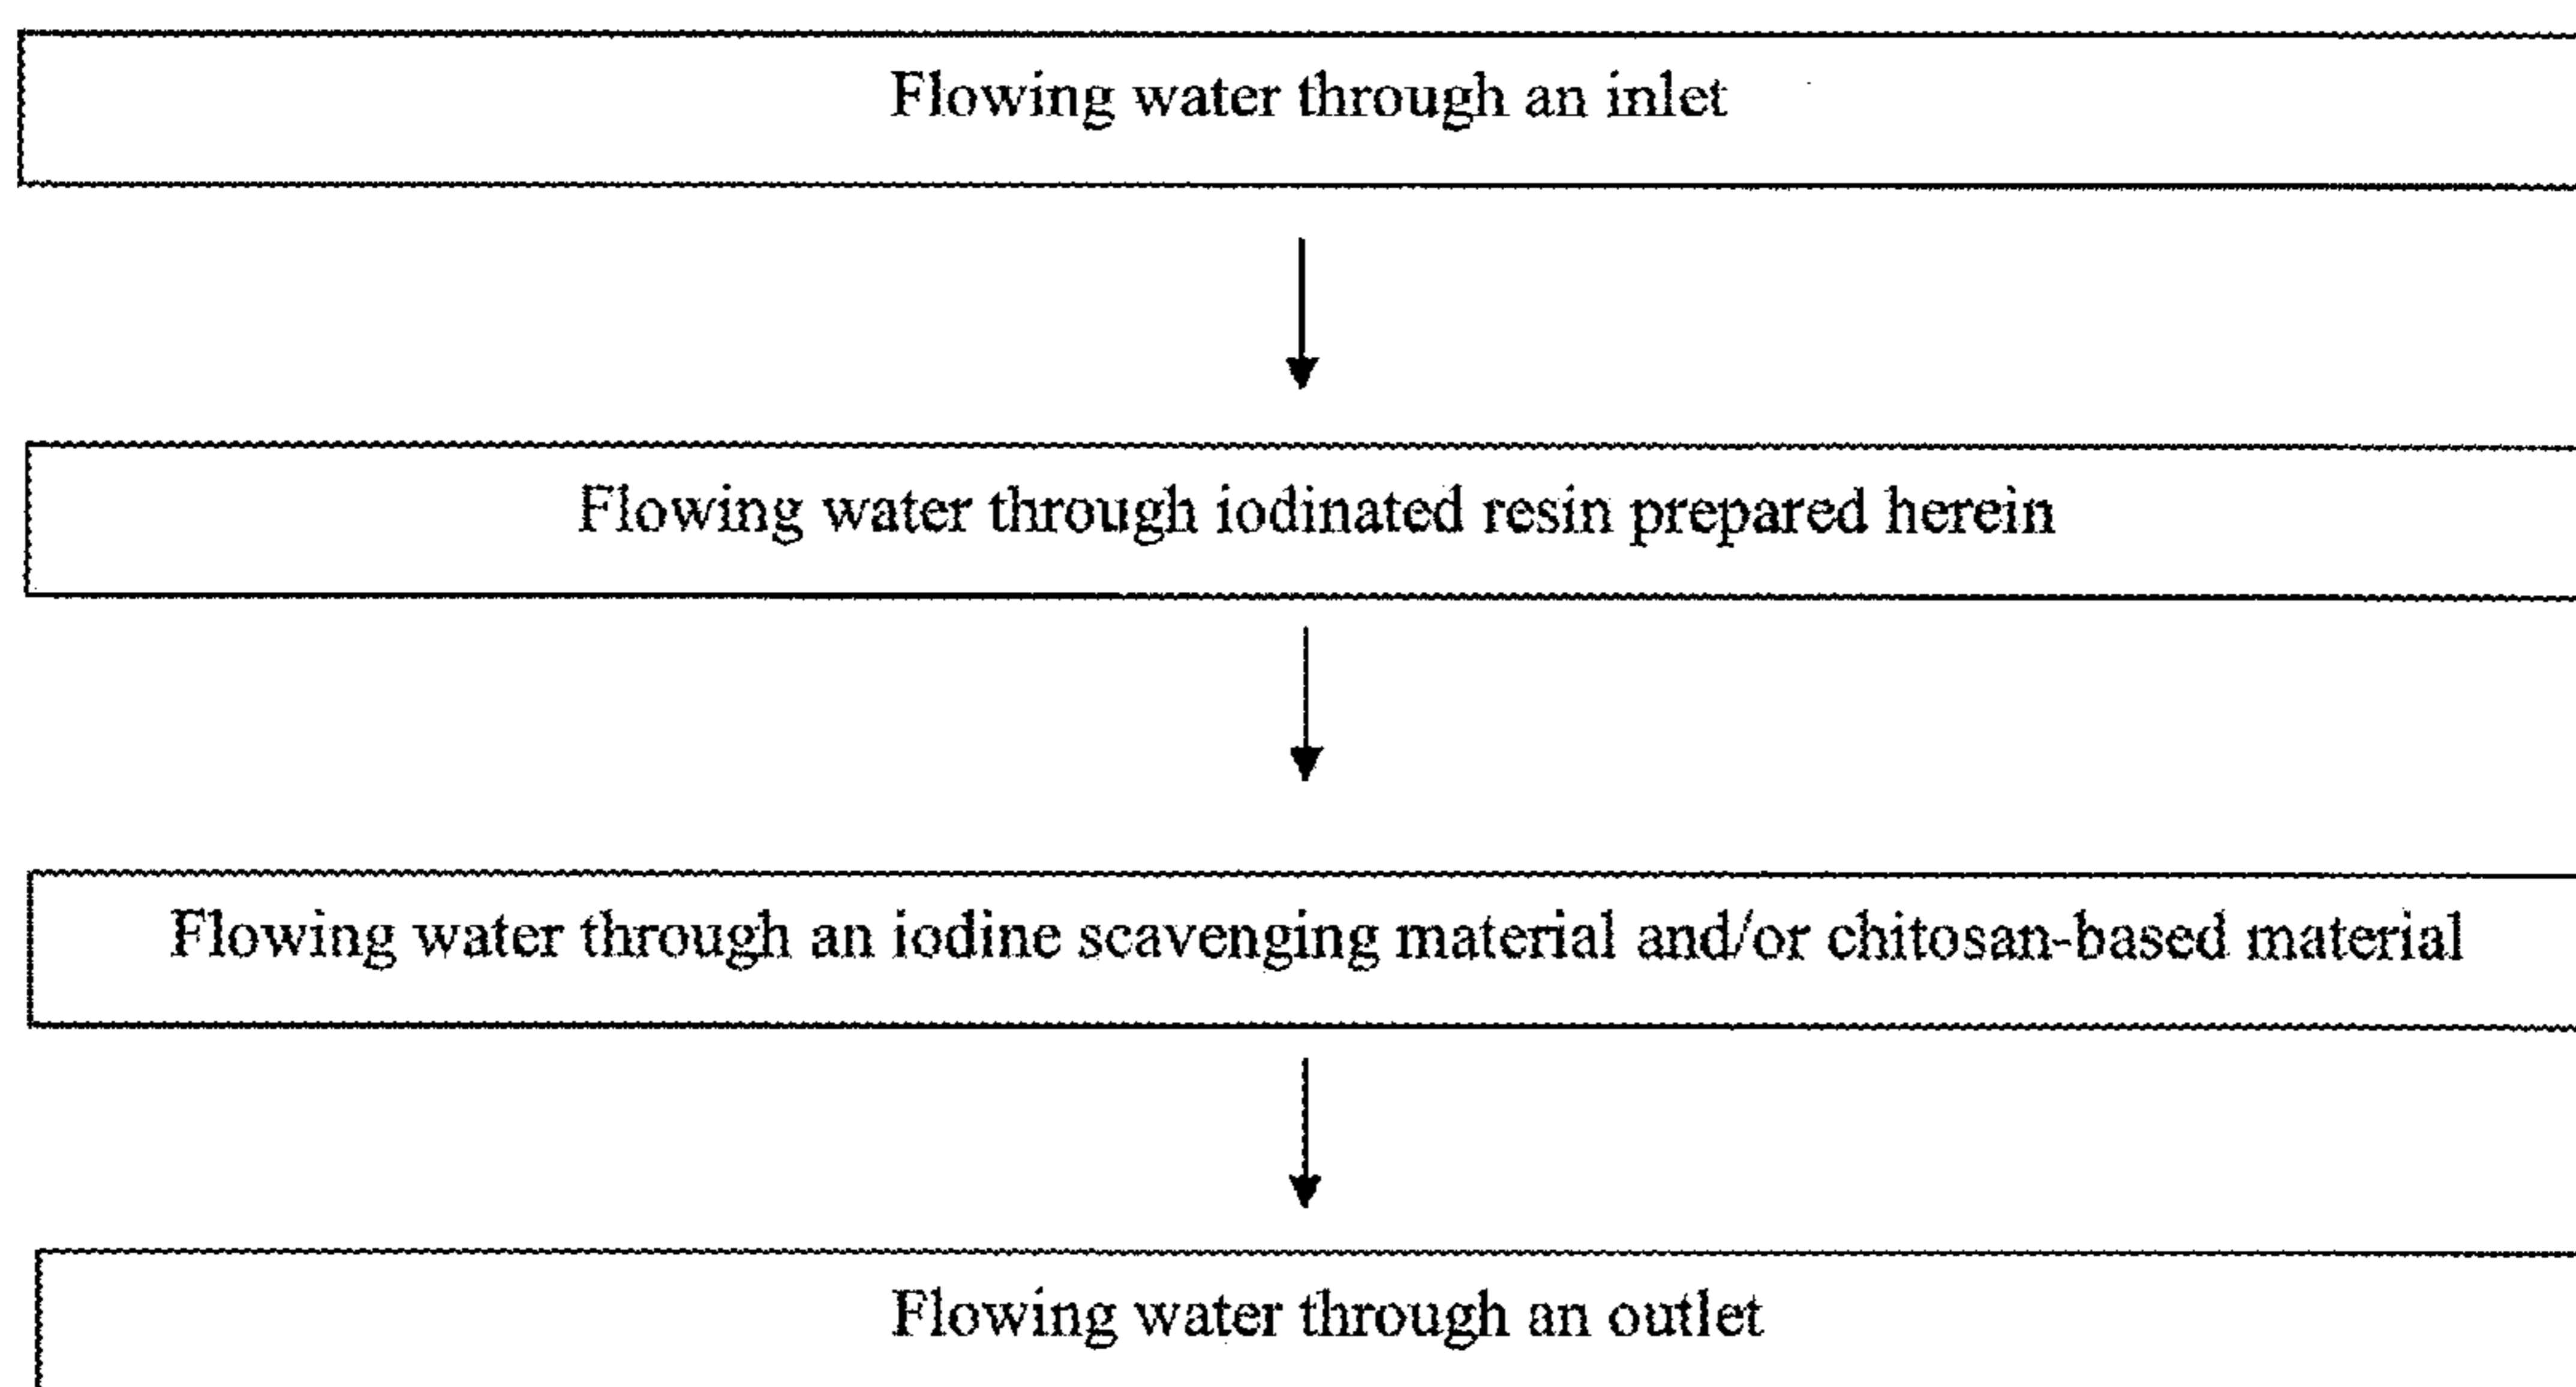 Flowing water through an inlet
Flowing water through iodinated resin prepared herein
Flowing water through an iodine scavenging material and/or chitosan-based material
Flowing water through an outlet